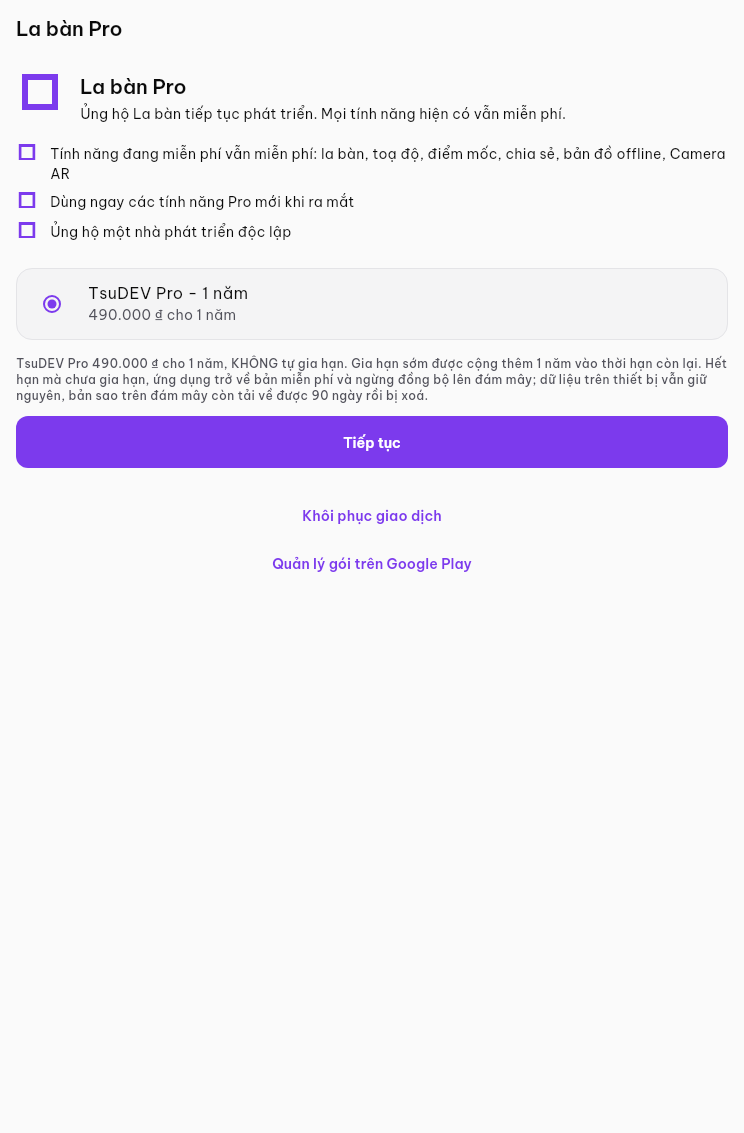 La bàn Pro
La bàn Pro
Ủng hộ La bàn tiếp tục phát triển. Mọi tính năng hiện có vẫn miễn phí.
Tính năng đang miễn phí vẫn miễn phí: la bàn, toạ độ, điểm mốc, chia sẻ, bản đồ offline, Camera
AR
Dùng ngay các tính năng Pro mới khi ra mắt
Ủng hộ một nhà phát triển độc lập
TsuDEV Pro - 1 năm
490.000 ₫ cho 1 năm
TsuDEV Pro 490.000 ₫ cho 1 năm, KHÔNG tự gia hạn. Gia hạn sớm được cộng thêm 1 năm vào thời hạn còn lại. Hết
hạn mà chưa gia hạn, ứng dụng trở về bản miễn phí và ngừng đồng bộ lên đám mây; dữ liệu trên thiết bị vẫn giữ
nguyên, bản sao trên đám mây còn tải về được 90 ngày rồi bị xoá.
Tiếp tục
Khôi phục giao dịch
Quản lý gói trên Google Play